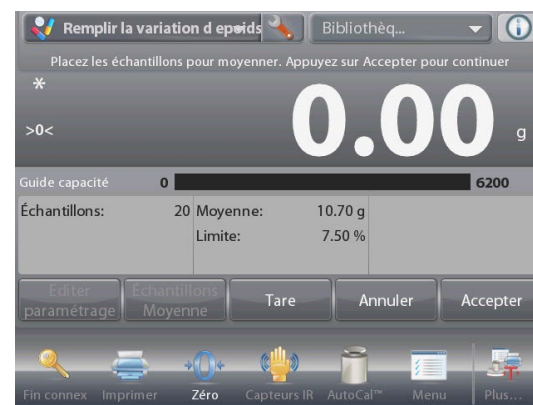 Remplir la variation d epoids Bibliothèq...
Placez les échantillons pour moyenner. Appuyez sur Accepter pour continuer
*
>0< 0.00 g
Guide capacité 0 6200
Échantillons: 20 Moyenne: 10.70 g
Limite: 7.50 %
Editer paramétrage Échantillons Moyenne Tare Annuler Accepter
Fin connex Imprimer Zéro Capteurs IR AutoCal™ Menu Plus...